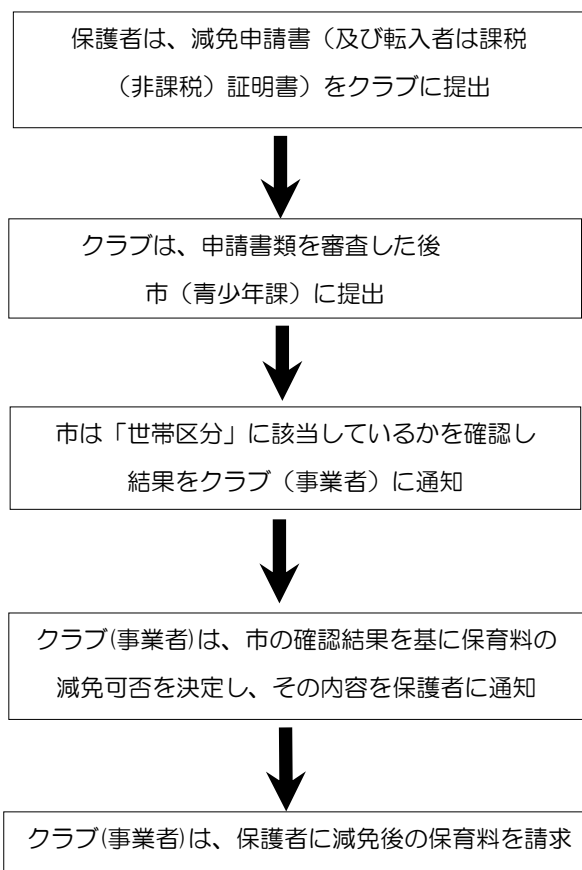 保護者は、減免申請書（及び転入者は課税
（非課税）証明書）をクラブに提出
クラブは、申請書類を審査した後
市（青少年課）に提出
市は「世帯区分」に該当しているかを確認し
結果をクラブ（事業者）に通知
クラブ(事業者)は、市の確認結果を基に保育料の
減免可否を決定し、その内容を保護者に通知
クラブ(事業者)は、保護者に減免後の保育料を請求